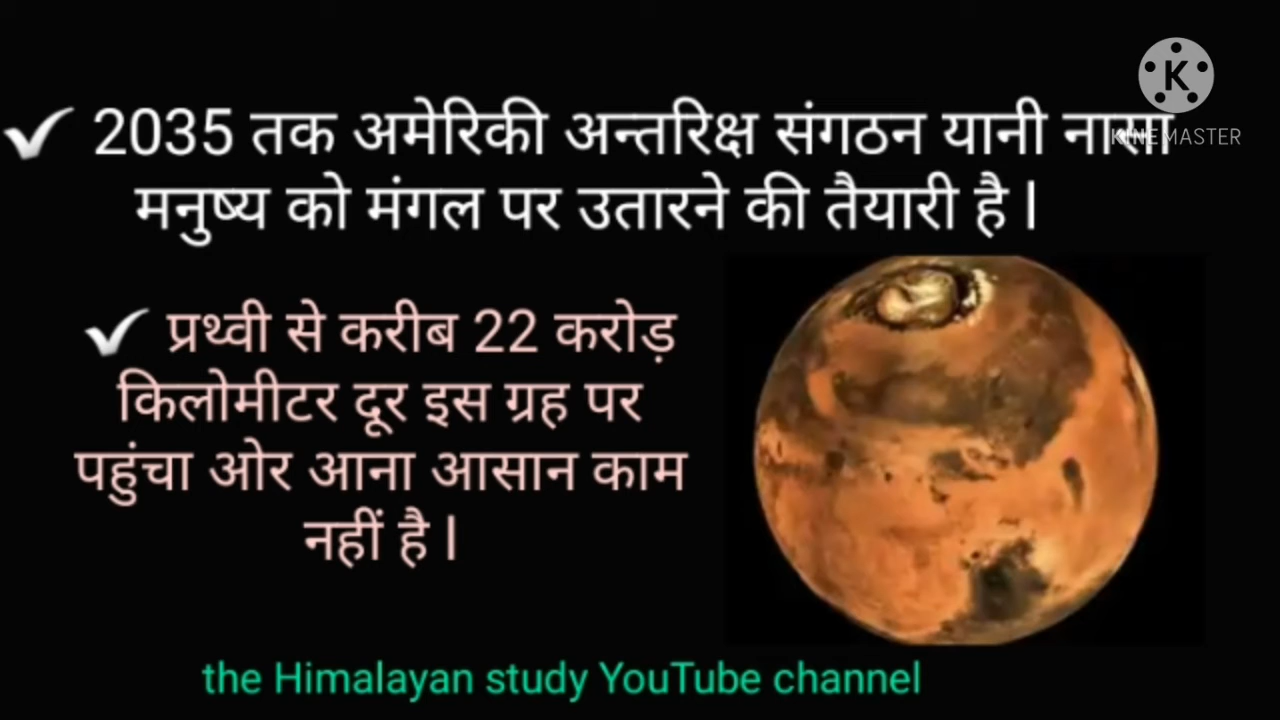 ✓ 2035 तक अमेरिकी अन्तरिक्ष संगठन यानी नासा
मनुष्य को मंगल पर उतारने की तैयारी है l
✓ प्रथ्वी से करीब 22 करोड़
किलोमीटर दूर इस ग्रह पर
पहुंचा ओर आना आसान काम
नहीं है l
the Himalayan study YouTube channel
K
KINEMASTER